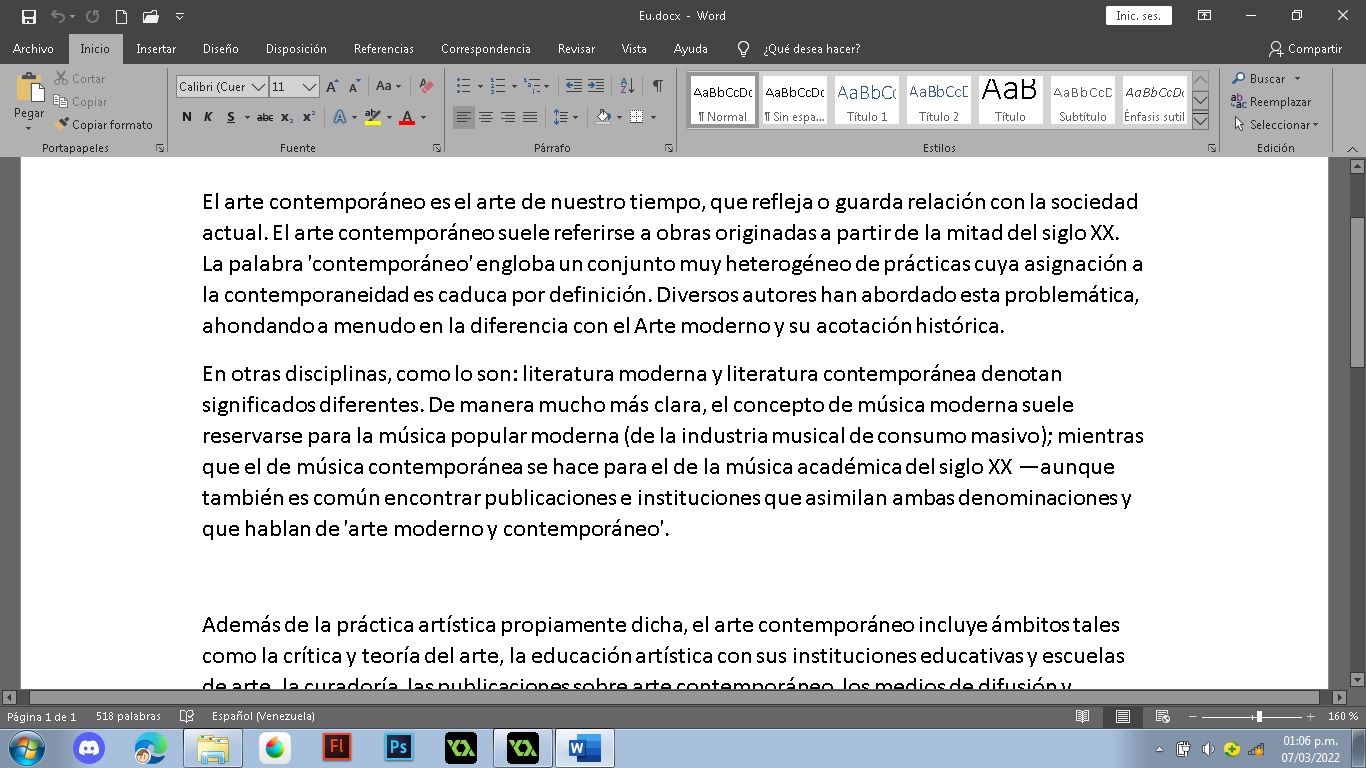 Eu.docx - Word
Inic. ses.
Archivo Inicio Insertar Diseño Disposición Referencias Correspondencia Revisar Vista Ayuda ¿Qué desea hacer? Compartir
Pegar
Cortar
Copiar
Copiar formato
Portapapeles
Calibri (Cuer 11 Aa
N K S abc x₂ x² A ab A
Fuente
Párrafo
AaBbCcDc AaBbCcDc AaBbCc AaBbCcD AaB AaBbCcD AaBbCcDc
¶ Normal ¶ Sin espa... Título 1 Título 2 Título Subtítulo Énfasis sutil
Estilos
Buscar
Reemplazar
Seleccionar
Edición
El arte contemporáneo es el arte de nuestro tiempo, que refleja o guarda relación con la sociedad
actual. El arte contemporáneo suele referirse a obras originadas a partir de la mitad del siglo XX.
La palabra 'contemporáneo' engloba un conjunto muy heterogéneo de prácticas cuya asignación a
la contemporaneidad es caduca por definición. Diversos autores han abordado esta problemática,
ahondando a menudo en la diferencia con el Arte moderno y su acotación histórica.
En otras disciplinas, como lo son: literatura moderna y literatura contemporánea denotan
significados diferentes. De manera mucho más clara, el concepto de música moderna suele
reservarse para la música popular moderna (de la industria musical de consumo masivo); mientras
que el de música contemporánea se hace para el de la música académica del siglo XX —aunque
también es común encontrar publicaciones e instituciones que asimilan ambas denominaciones y
que hablan de 'arte moderno y contemporáneo'.
Además de la práctica artística propiamente dicha, el arte contemporáneo incluye ámbitos tales
como la crítica y teoría del arte, la educación artística con sus instituciones educativas y escuelas
de arte, la curadoría, las publicaciones sobre arte contemporáneo, los medios de difusión y
Página 1 de 1 518 palabras Español (Venezuela) 160 %
Fl Ps W
01:06 p.m.
07/03/2022